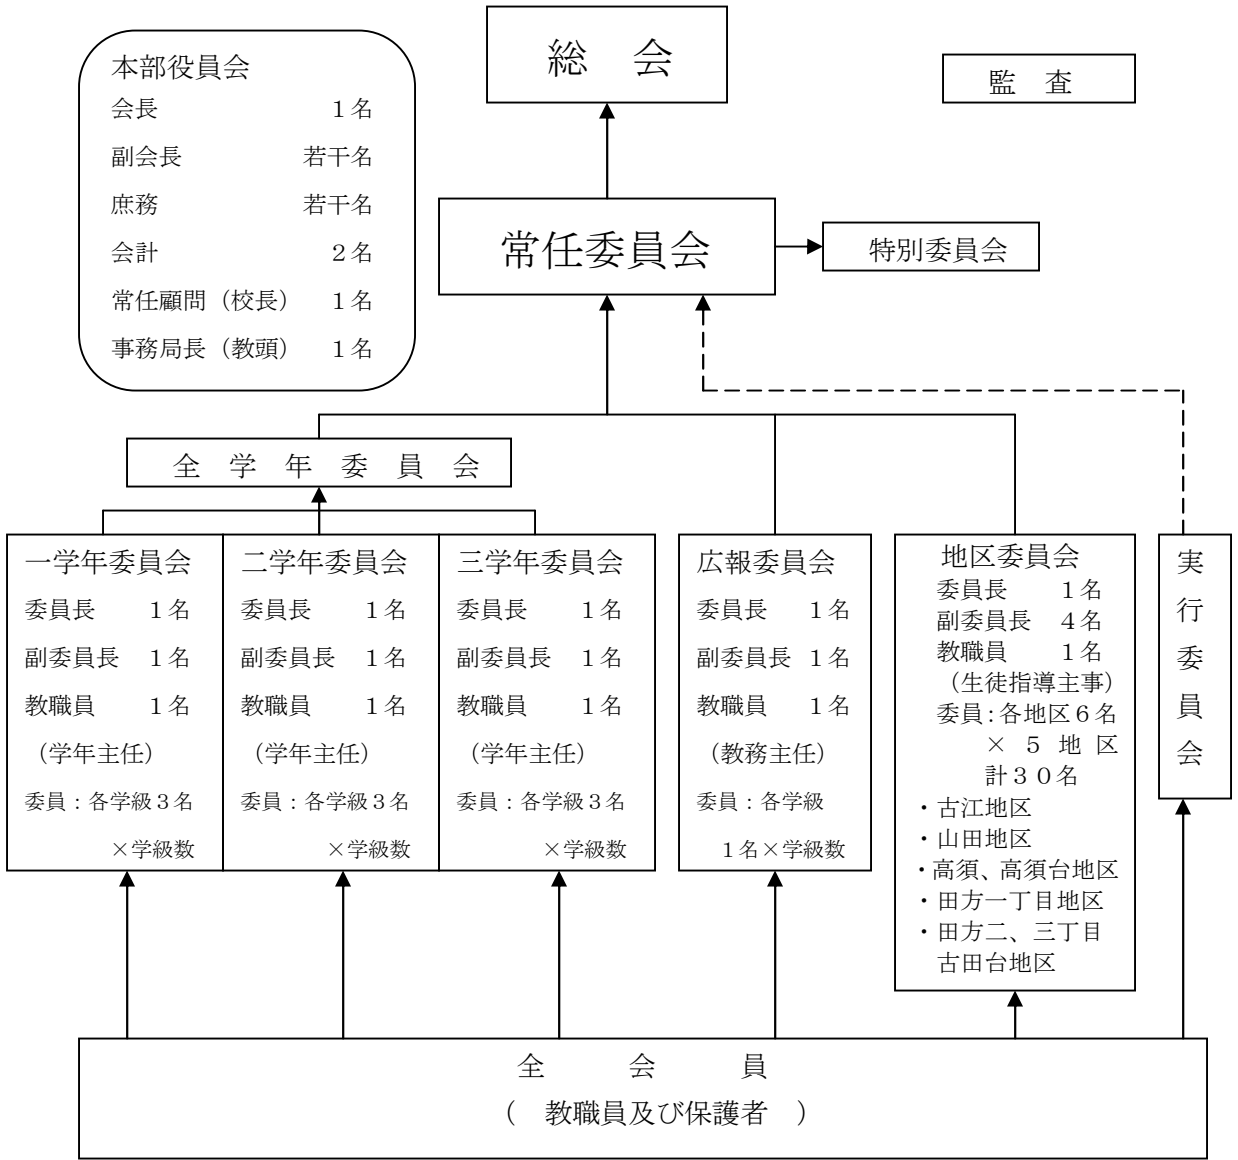 総　会
本部役員会
会長　１名
副会長　若干名
庶務　若干名
会計　２名
常任顧問（校長）　１名
事務局長（教頭）　１名
監　査
常任委員会
特別委員会
全　学　年　委　員　会
一学年委員会
委員長　１名
副委員長　１名
教職員　１名
（学年主任）
委員：各学級３名
×学級数
二学年委員会
委員長　１名
副委員長　１名
教職員　１名
（学年主任）
委員：各学級３名
×学級数
三学年委員会
委員長　１名
副委員長　１名
教職員　１名
（学年主任）
委員：各学級３名
×学級数
広報委員会
委員長　１名
副委員長　１名
教職員　１名
（教務主任）
委員：各学級
１名×学級数
地区委員会
委員長　１名
副委員長　４名
教職員　１名
（生徒指導主事）
委員：各地区６名
×　５　地　区
計３０名
・古江地区
・山田地区
・高須、高須台地区
・田方一丁目地区
・田方二、三丁目
古田台地区
実行委員会
全　会　員
（　教職員及び保護者　）